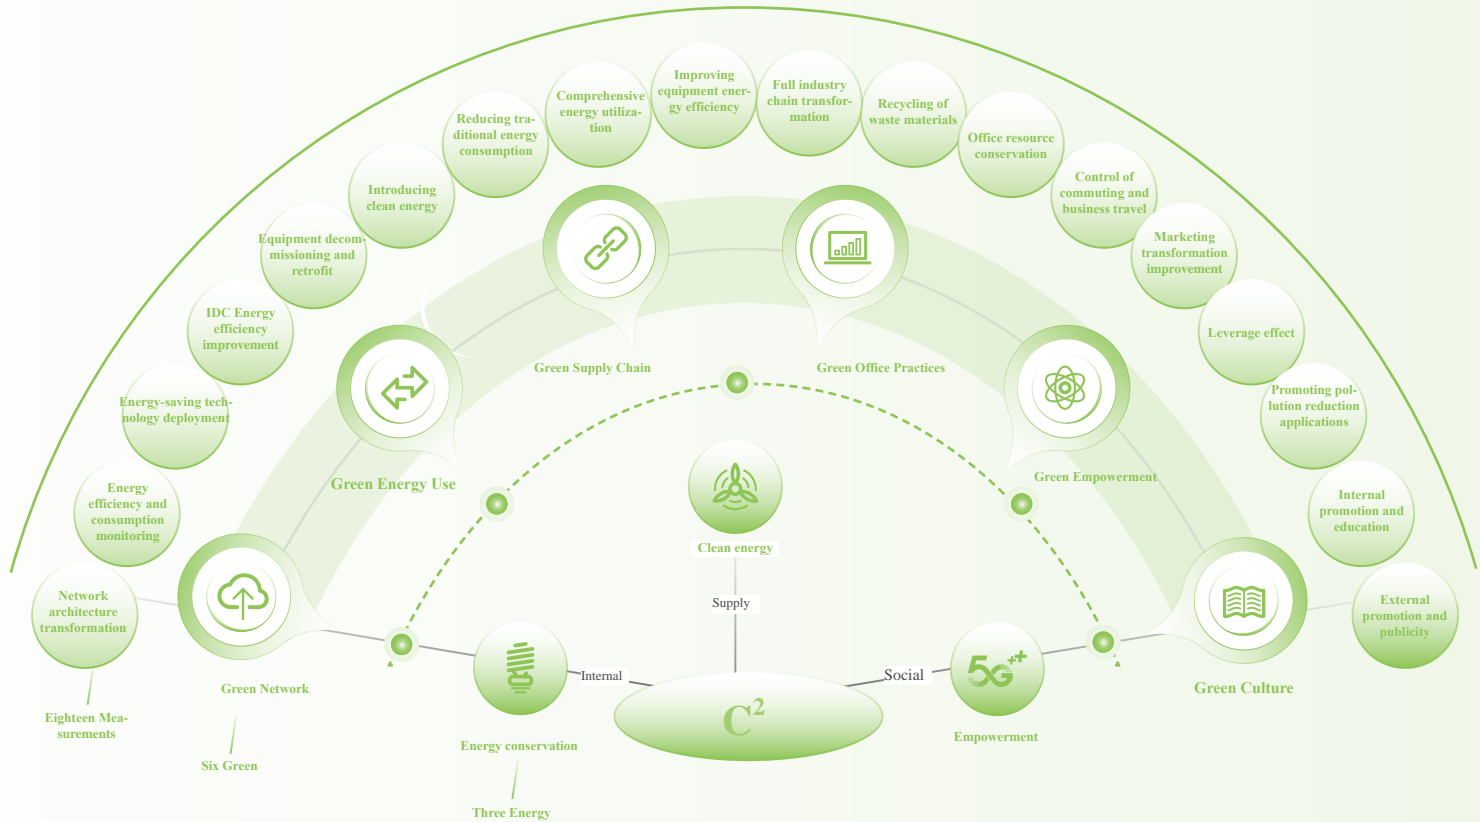 Improving
equipment ener-
gy efficiency
Full industry
chain transfor-
mation
Comprehensive
energy utiliza-
tion
Recycling of
waste materials
Reducing tra-
ditional energy
consumption
Office resource
conservation
Introducing
clean energy
Control of
commuting and
business travel
Equipment decom-
missioning and
retrofit
Marketing
transformation
improvement
IDC Energy
efficiency
improvement
Leverage effect
Green Supply Chain
Green Office Practices
Energy-saving tech-
nology deployment
Promoting pol-
lution reduction
applications
Green Energy Use
Green Empowerment
Energy
efficiency and
consumption
monitoring
Internal
promotion and
education
Clean energy
Network
architecture
transformation
Supply
External
promotion and
publicity
Internal
Social
5G++
Green Network
Green Culture
C²
Eighteen Mea-
surements
Energy conservation
Empowerment
Six Green
Three Energy